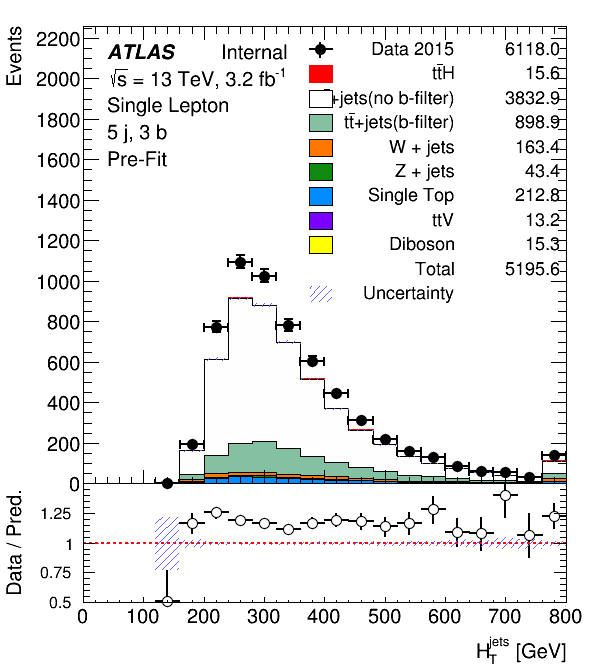 Events
2200
2000
1800
1600
1400
1200
1000
800
600
400
200
0
ATLAS Internal
√s = 13 TeV, 3.2 fb⁻¹
Single Lepton
5 j, 3 b
Pre-Fit
Data 2015 6118.0
tt̄H 15.6
+jets(no b-filter) 3832.9
tt̄+jets(b-filter) 898.9
W + jets 163.4
Z + jets 43.4
Single Top 212.8
ttV 13.2
Diboson 15.3
Total 5195.6
Uncertainty
Data / Pred.
1.25
1
0.75
0.5
0 100 200 300 400 500 600 700 800
H_T^jets [GeV]